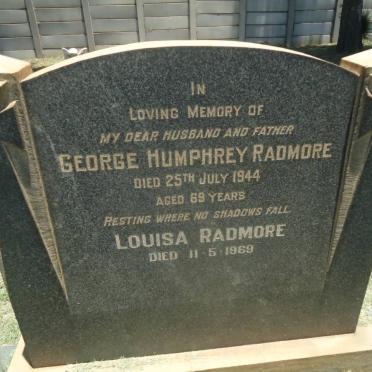 IN
LOVING MEMORY OF
MY DEAR HUSBAND AND FATHER
GEORGE HUMPHREY RADMORE
DIED 25TH JULY 1944
AGED 69 YEARS
RESTING WHERE NO SHADOWS FALL.
LOUISA RADMORE
DIED 11-5-1969